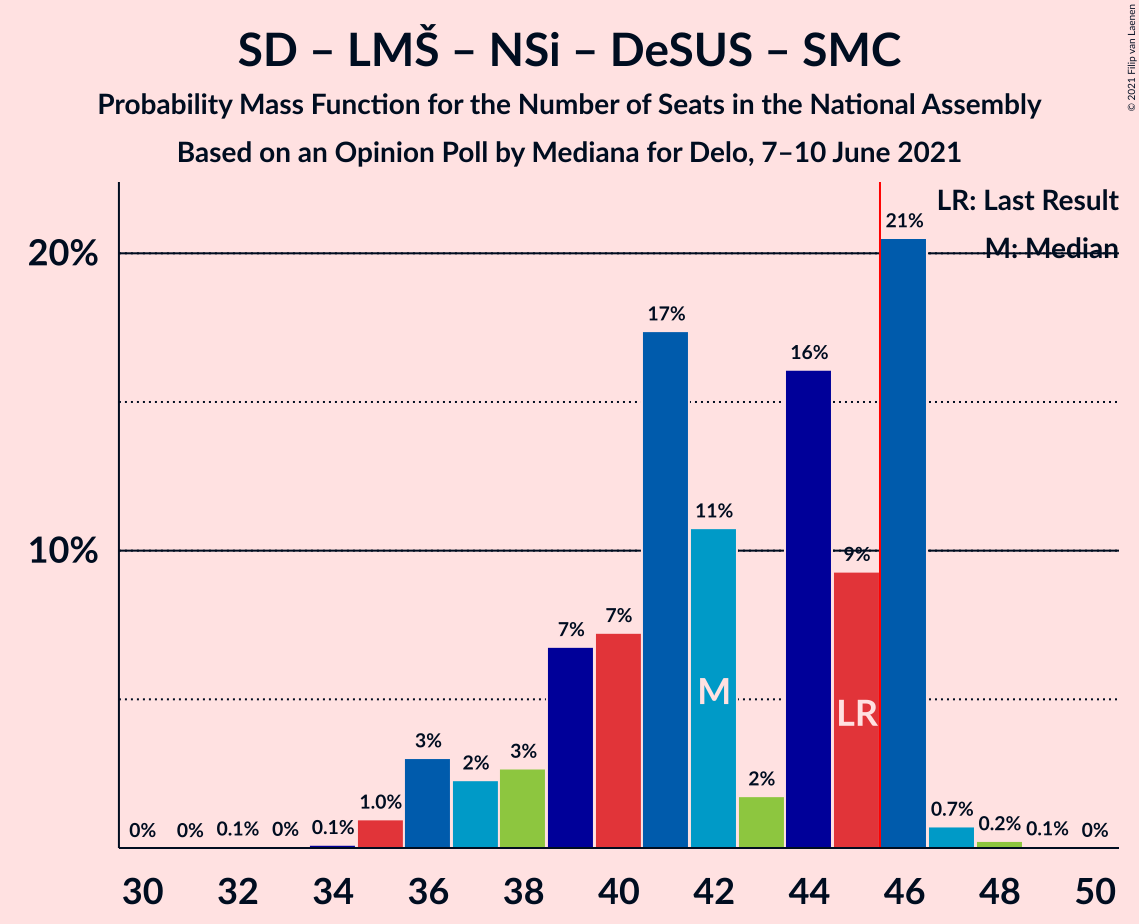 SD – LMŠ – NSi – DeSUS – SMC
Probability Mass Function for the Number of Seats in the National Assembly
Based on an Opinion Poll by Mediana for Delo, 7–10 June 2021
© 2021 Filip van Laenen
LR: Last Result
M: Median
20%
10%
0%
0%
0.1%
0%
0.1%
1.0%
3%
2%
3%
7%
7%
17%
11%
2%
16%
9%
21%
0.7%
0.2%
0.1%
0%
M
LR
30 32 34 36 38 40 42 44 46 48 50